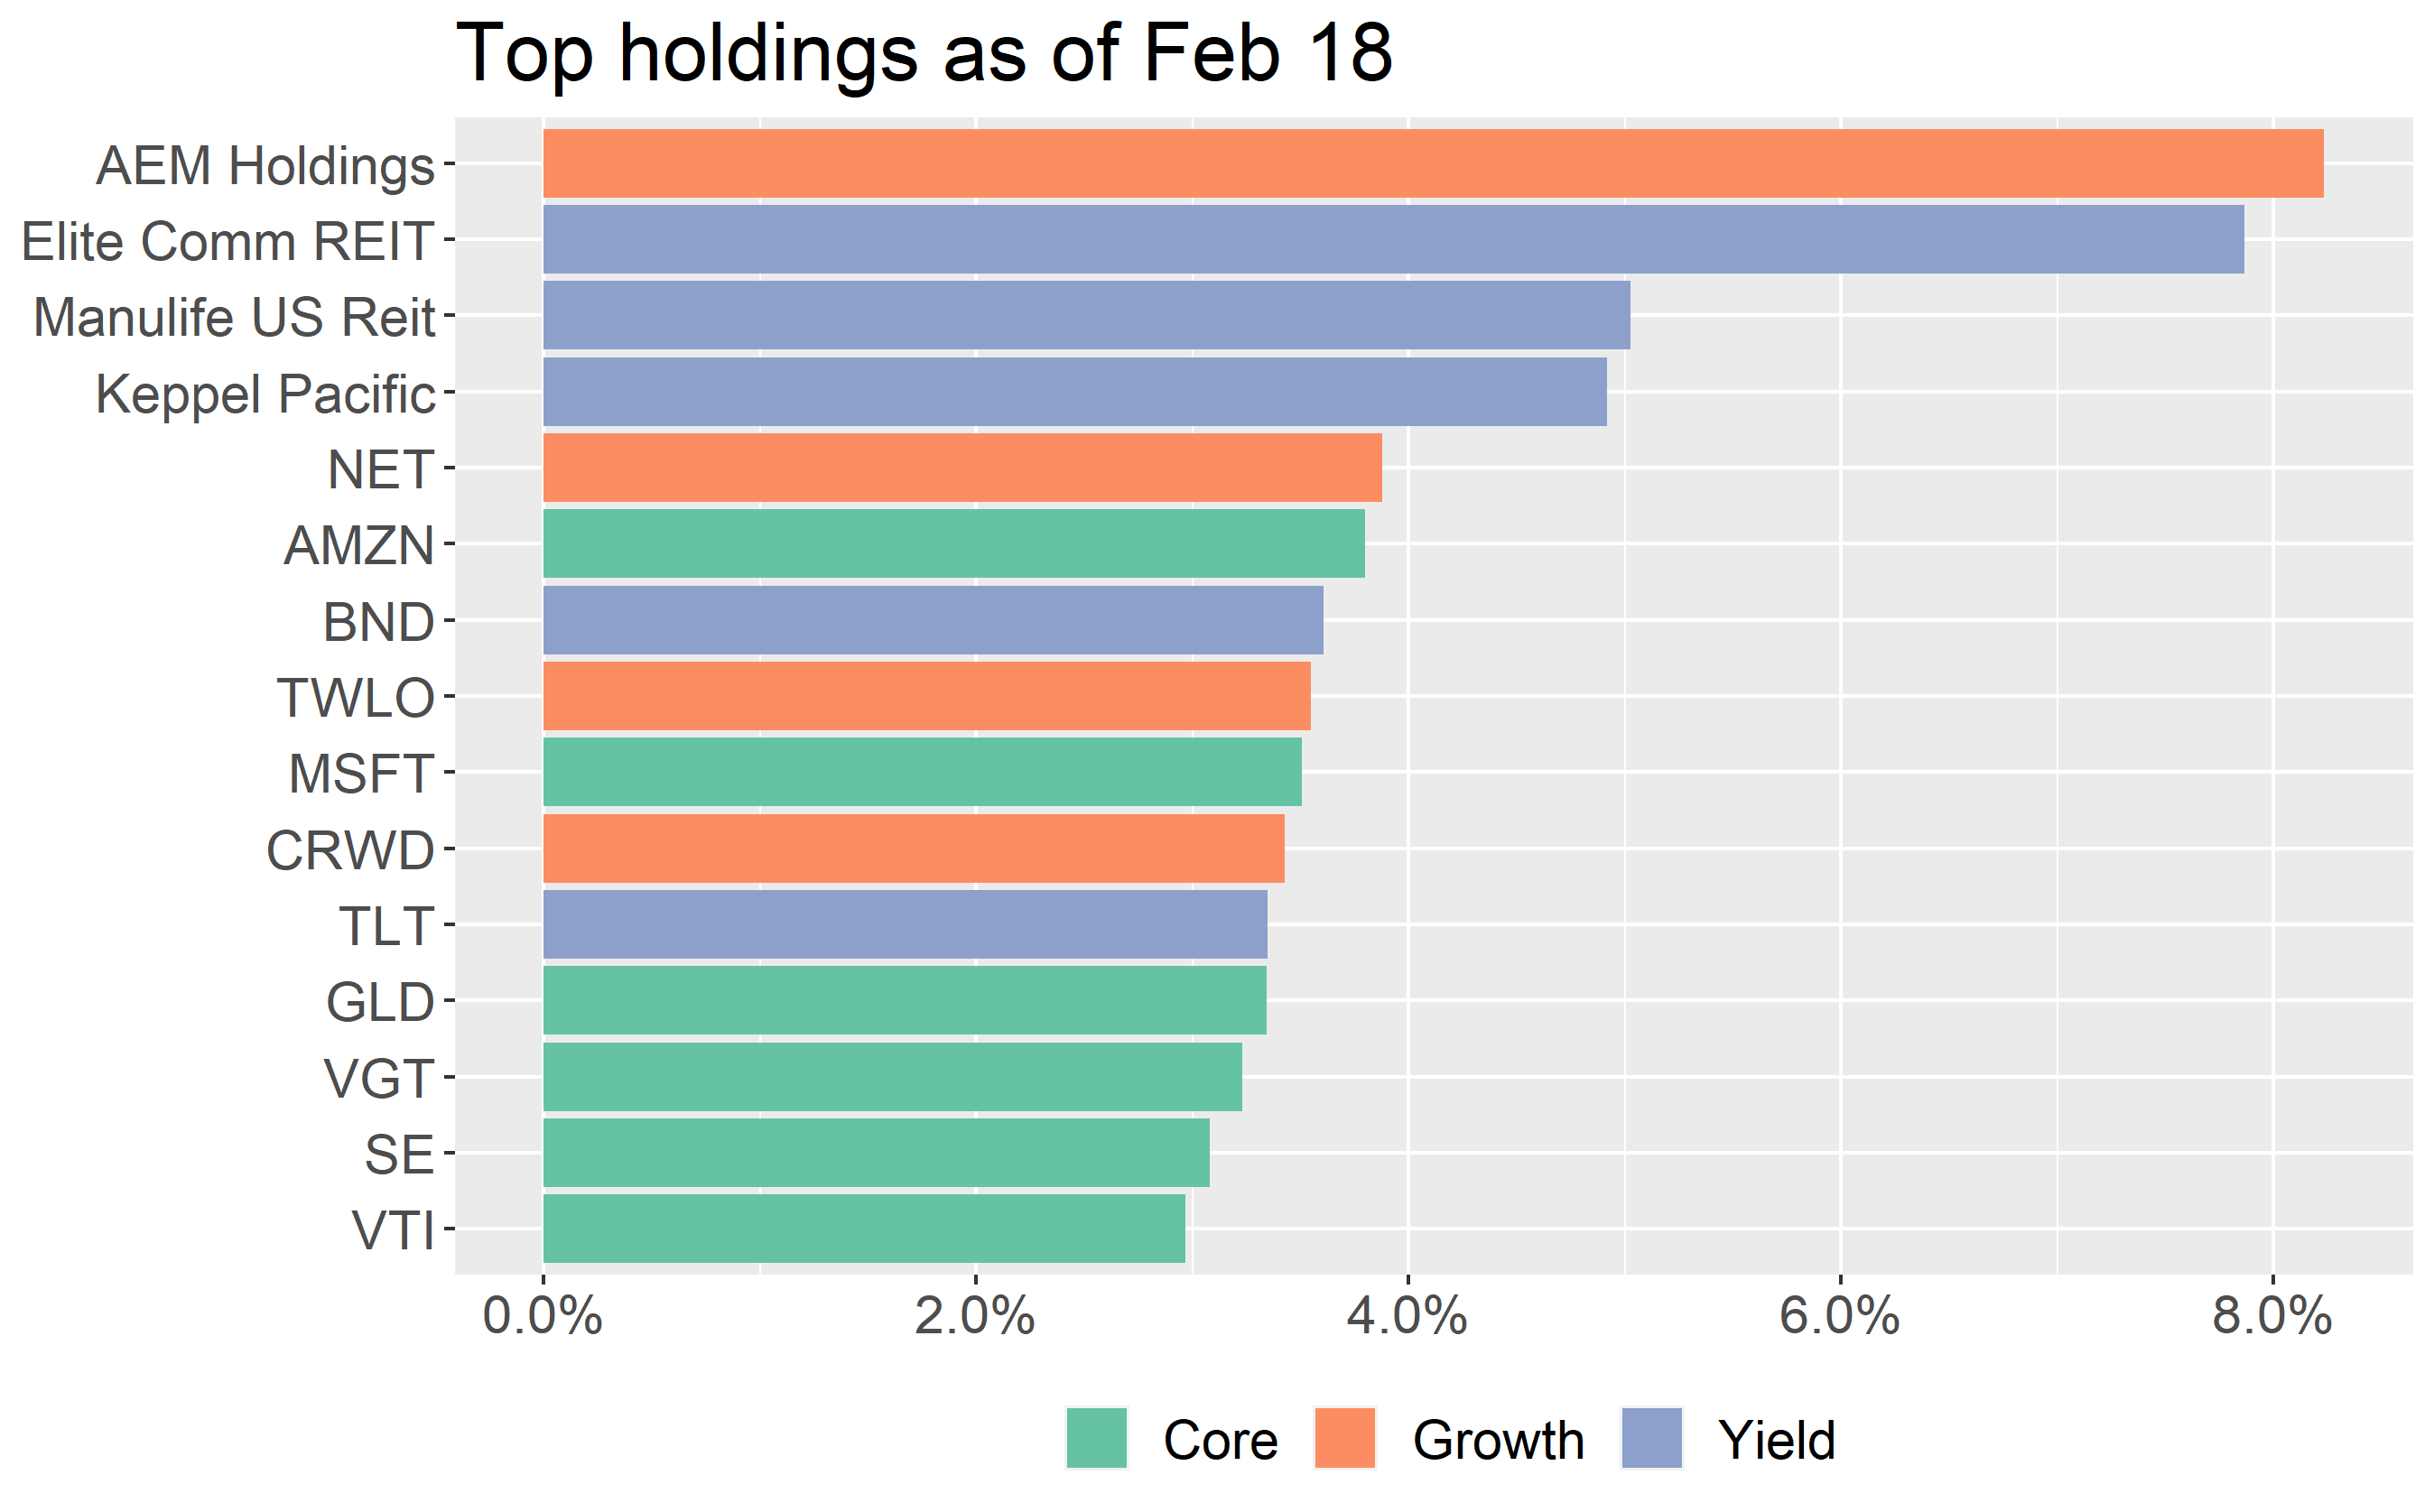 Top holdings as of Feb 18
AEM Holdings
Elite Comm REIT
Manulife US Reit
Keppel Pacific
NET
AMZN
BND
TWLO
MSFT
CRWD
TLT
GLD
VGT
SE
VTI
0.0% 2.0% 4.0% 6.0% 8.0%
Core Growth Yield